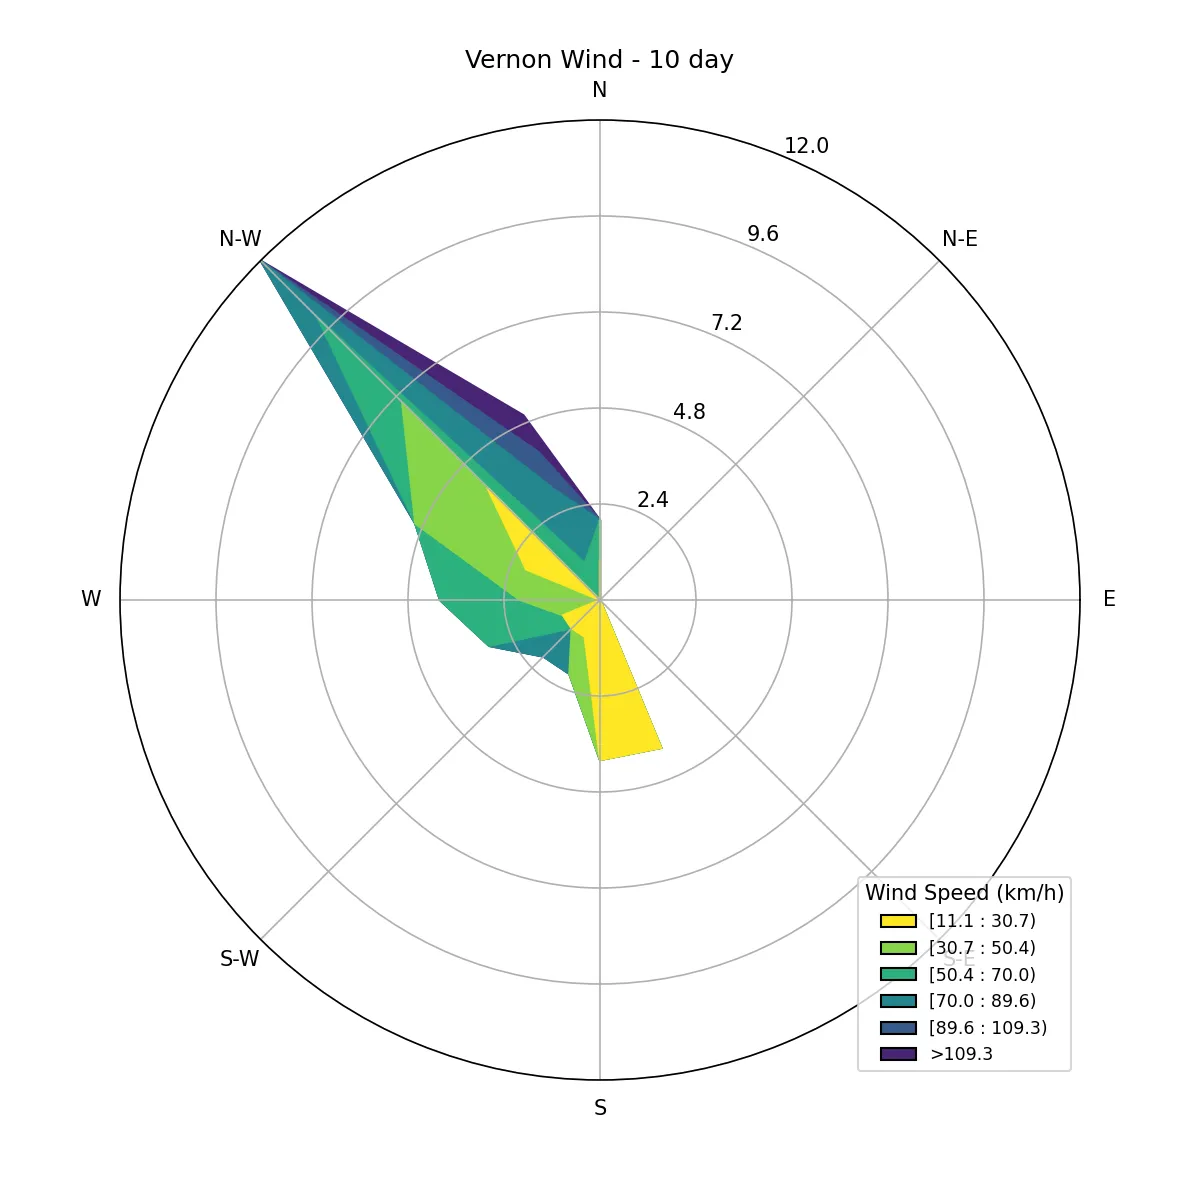 Vernon Wind - 10 day
N
12.0
N-W
9.6
N-E
7.2
4.8
2.4
W
E
Wind Speed (km/h)
[11.1 : 30.7)
[30.7 : 50.4)
S-W
S-E
[50.4 : 70.0)
[70.0 : 89.6)
[89.6 : 109.3)
>109.3
S